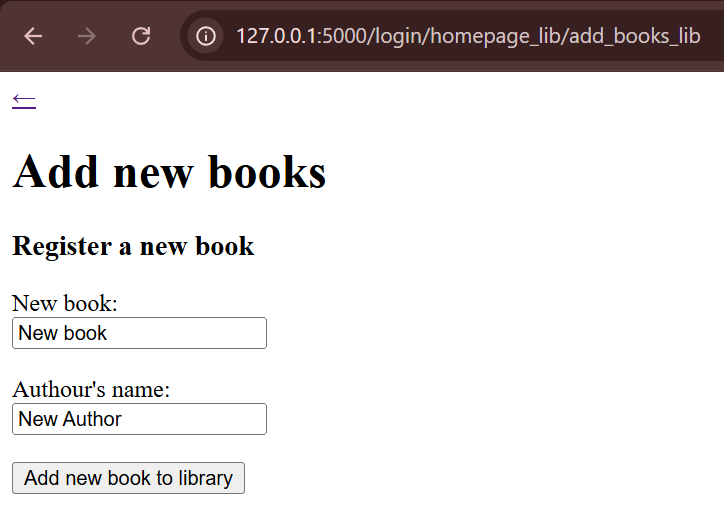 127.0.0.1:5000/login/homepage_lib/add_books_lib
←
Add new books
Register a new book
New book:
New book
Authour's name:
New Author
Add new book to library